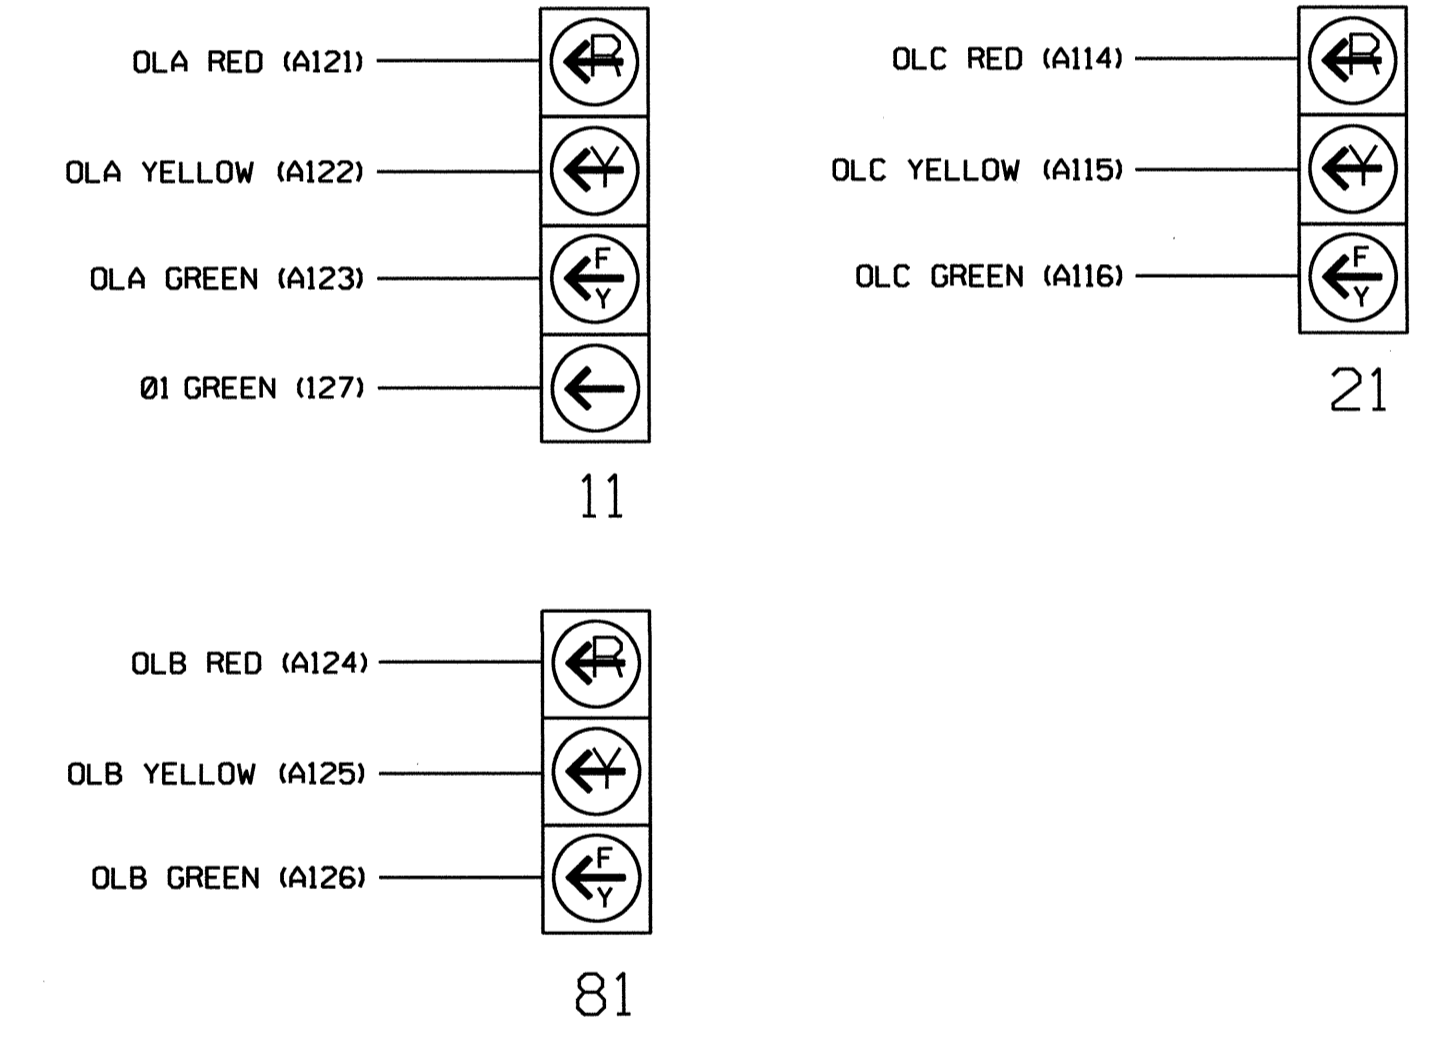 OLA RED (A121)
R
OLA YELLOW (A122)
Y
OLA GREEN (A123)
F
Y
Ø1 GREEN (127)
11
OLC RED (A114)
R
OLC YELLOW (A115)
Y
OLC GREEN (A116)
F
Y
21
OLB RED (A124)
R
OLB YELLOW (A125)
Y
OLB GREEN (A126)
F
Y
81